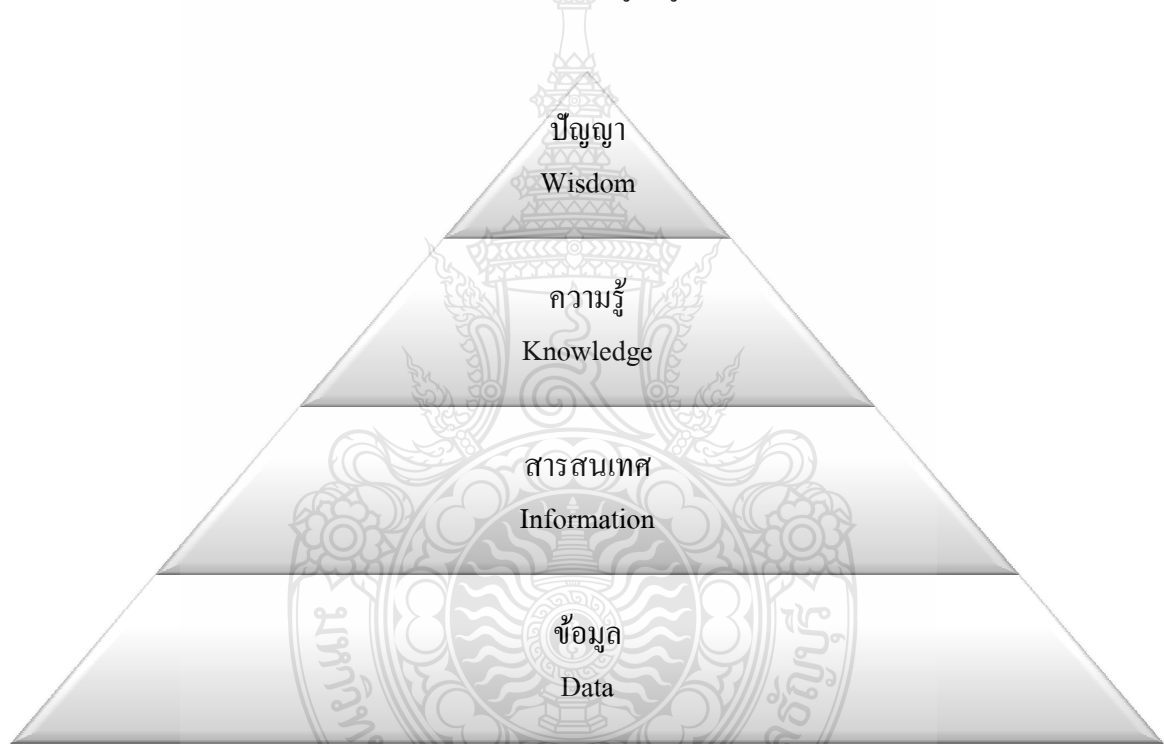 ปัญญา
Wisdom
ความรู้
Knowledge
สารสนเทศ
Information
ข้อมูล
Data